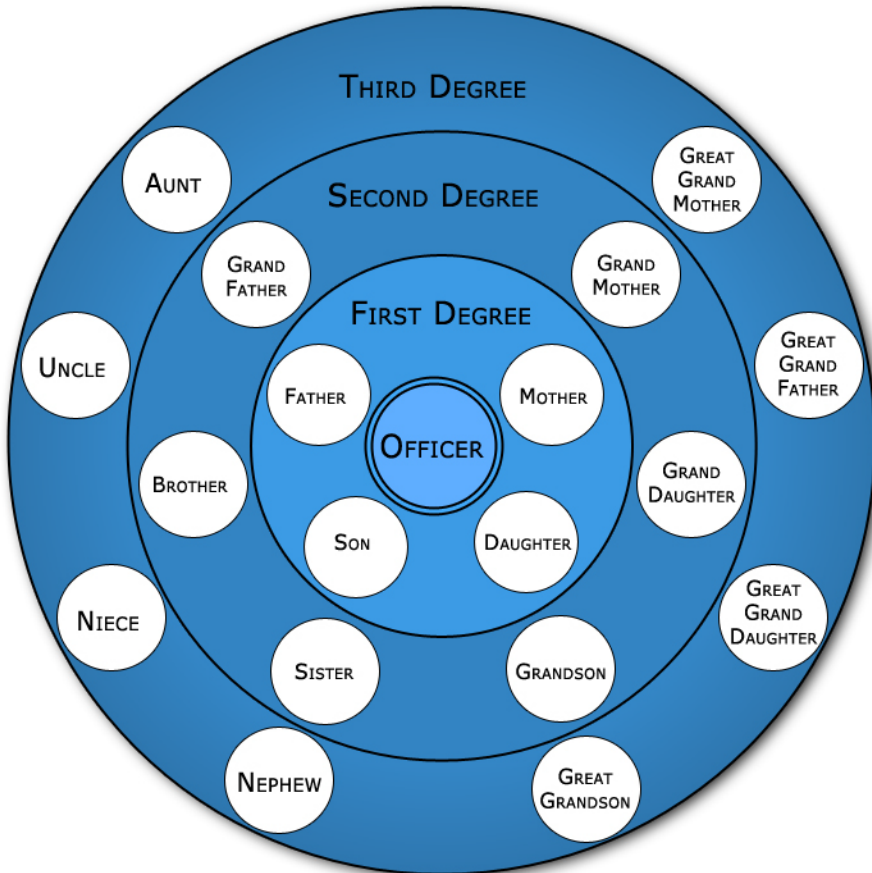 Third Degree
Aunt
Great
Grand
Mother
Second Degree
Grand
Father
Grand
Mother
First Degree
Uncle
Great
Grand
Father
Father
Mother
Officer
Brother
Grand
Daughter
Son
Daughter
Niece
Great
Grand
Daughter
Sister
Grandson
Nephew
Great
Grandson